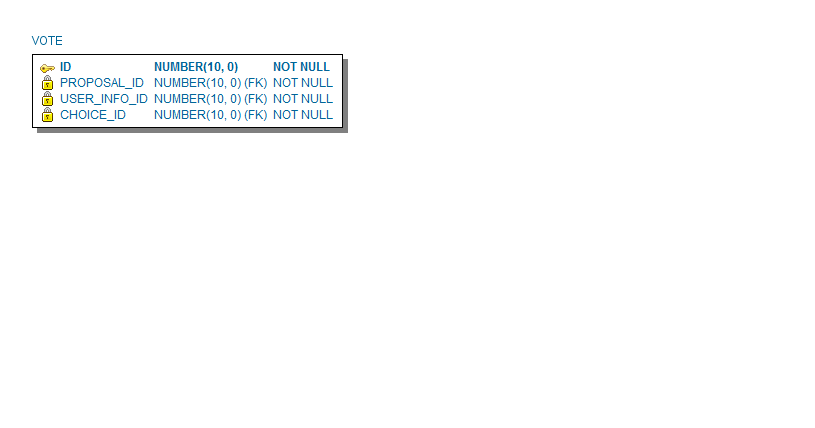 VOTE
ID NUMBER(10, 0) NOT NULL
PROPOSAL_ID NUMBER(10, 0) (FK) NOT NULL
USER_INFO_ID NUMBER(10, 0) (FK) NOT NULL
CHOICE_ID NUMBER(10, 0) (FK) NOT NULL